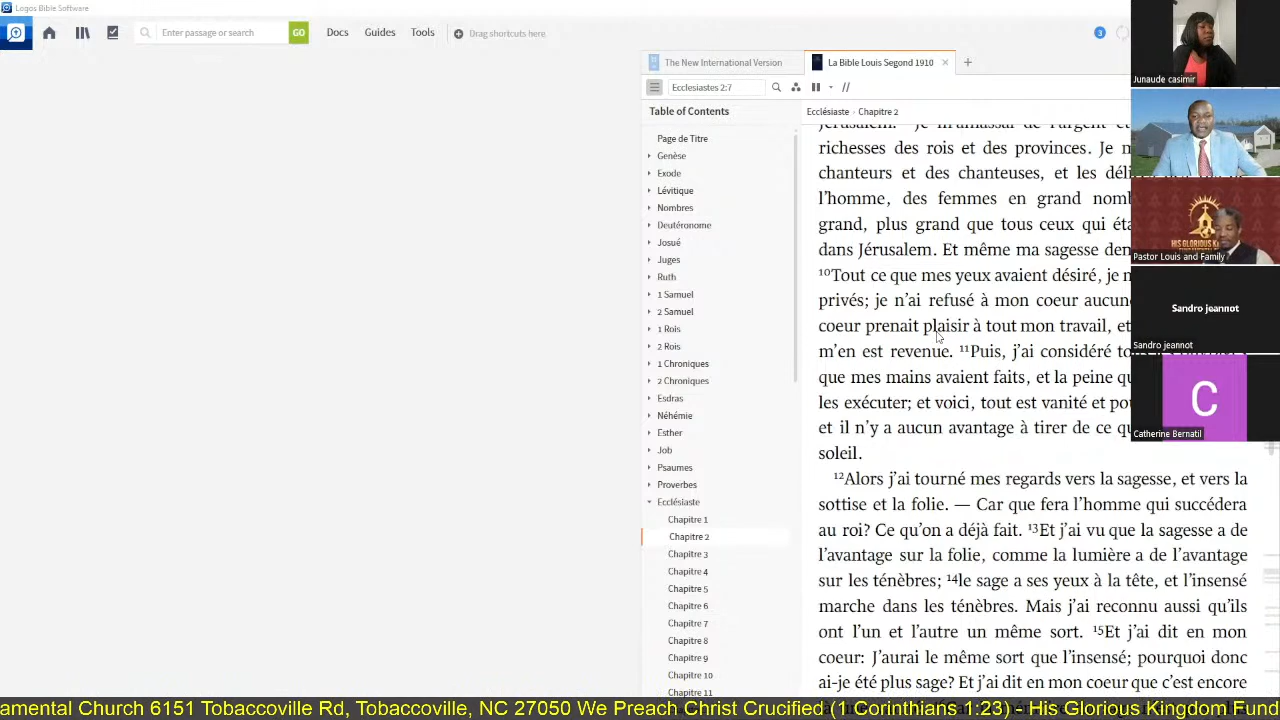 Logos Bible Software
Enter passage or search
GO
Docs
Guides
Tools
Drag shortcuts here
3
The New International Version
La Bible Louis Segond 1910
Ecclesiastes 2:7
Table of Contents
Page de Titre
Genèse
Exode
Lévitique
Nombres
Deutéronome
Josué
Juges
Ruth
1 Samuel
2 Samuel
1 Rois
2 Rois
1 Chroniques
2 Chroniques
Esdras
Néhémie
Esther
Job
Psaumes
Proverbes
Ecclésiaste
Chapitre 1
Chapitre 2
Chapitre 3
Chapitre 4
Chapitre 5
Chapitre 6
Chapitre 7
Chapitre 8
Chapitre 9
Chapitre 10
Chapitre 11
Ecclésiaste · Chapitre 2
richesses des rois et des provinces. Je
chanteurs et des chanteuses, et les
l'homme, des femmes en grand
grand, plus grand que tous ceux qui
dans Jérusalem. Et même ma sagesse
10Tout ce que mes yeux avaient désiré, je
privés; je n'ai refusé à mon coeur
coeur prenait plaisir à tout mon travail, et
m'en est revenue. 11Puis, j'ai considéré
que mes mains avaient faits, et la peine
les exécuter; et voici, tout est vanité et
et il n'y a aucun avantage à tirer de ce
soleil.
12Alors j'ai tourné mes regards vers la sagesse, et vers la
sottise et la folie. — Car que fera l'homme qui succédera
au roi? Ce qu'on a déjà fait. 13Et j'ai vu que la sagesse a de
l'avantage sur la folie, comme la lumière a de l'avantage
sur les ténèbres; 14le sage a ses yeux à la tête, et l'insensé
marche dans les ténèbres. Mais j'ai reconnu aussi qu'ils
ont l'un et l'autre un même sort. 15Et j'ai dit en mon
coeur: J'aurai le même sort que l'insensé; pourquoi donc
ai-je été plus sage? Et j'ai dit en mon coeur que c'est encore
Junaude casimir
HIS GLORIOUS
Pastor Louis and Family
Sandro jeannot
Sandro jeannot
C
Catherine Bernatil
amental Church 6151 Tobaccoville Rd, Tobaccoville, NC 27050 We Preach Christ Crucified (1 Corinthians 1:23) - His Glorious Kingdom Fund